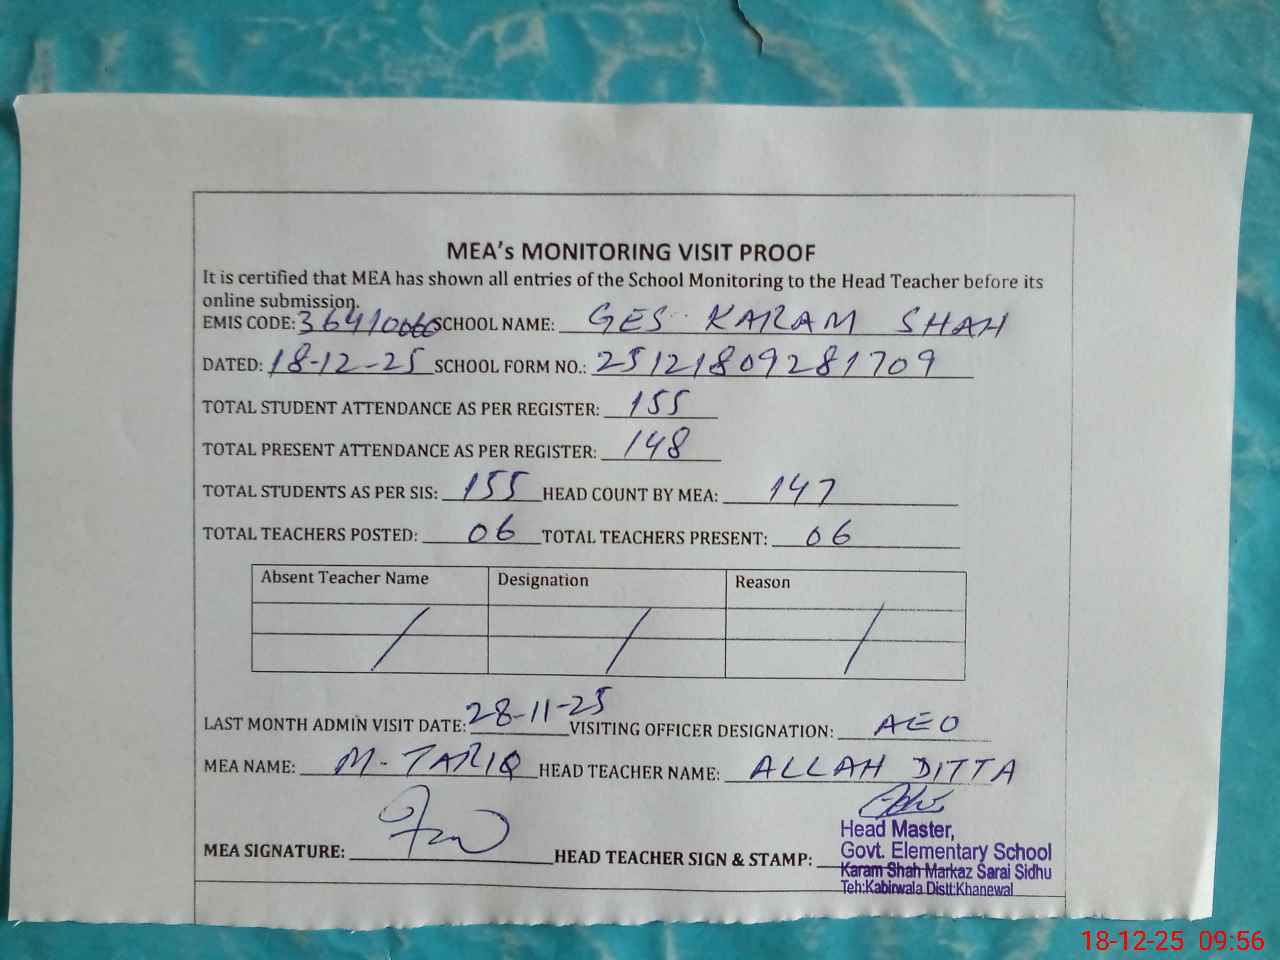 MEA's MONITORING VISIT PROOF
It is certified that MEA has shown all entries of the School Monitoring to the Head Teacher before its
online submission.
EMIS CODE: 36410060 SCHOOL NAME: GES KARAM SHAH
DATED: 18-12-25 SCHOOL FORM NO.: 25121809281709
TOTAL STUDENT ATTENDANCE AS PER REGISTER: 155
TOTAL PRESENT ATTENDANCE AS PER REGISTER: 148
TOTAL STUDENTS AS PER SIS: 155 HEAD COUNT BY MEA: 147
TOTAL TEACHERS POSTED: 06 TOTAL TEACHERS PRESENT: 06
Absent Teacher Name Designation Reason
LAST MONTH ADMIN VISIT DATE: 28-11-25 VISITING OFFICER DESIGNATION: AEO
MEA NAME: M-TARIQ HEAD TEACHER NAME: ALLAH DITTA
MEA SIGNATURE: HEAD TEACHER SIGN & STAMP:
Head Master,
Govt. Elementary School
Karam Shah Markaz Sarai Sidhu
Teh:Kabirwala Distt:Khanewal
18-12-25 09:56